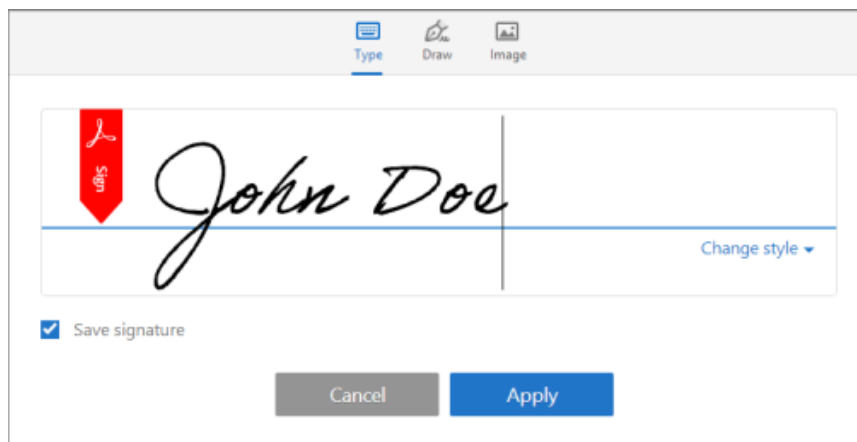 Type Draw Image
Sign
John Doe
Change style
Save signature
Cancel Apply